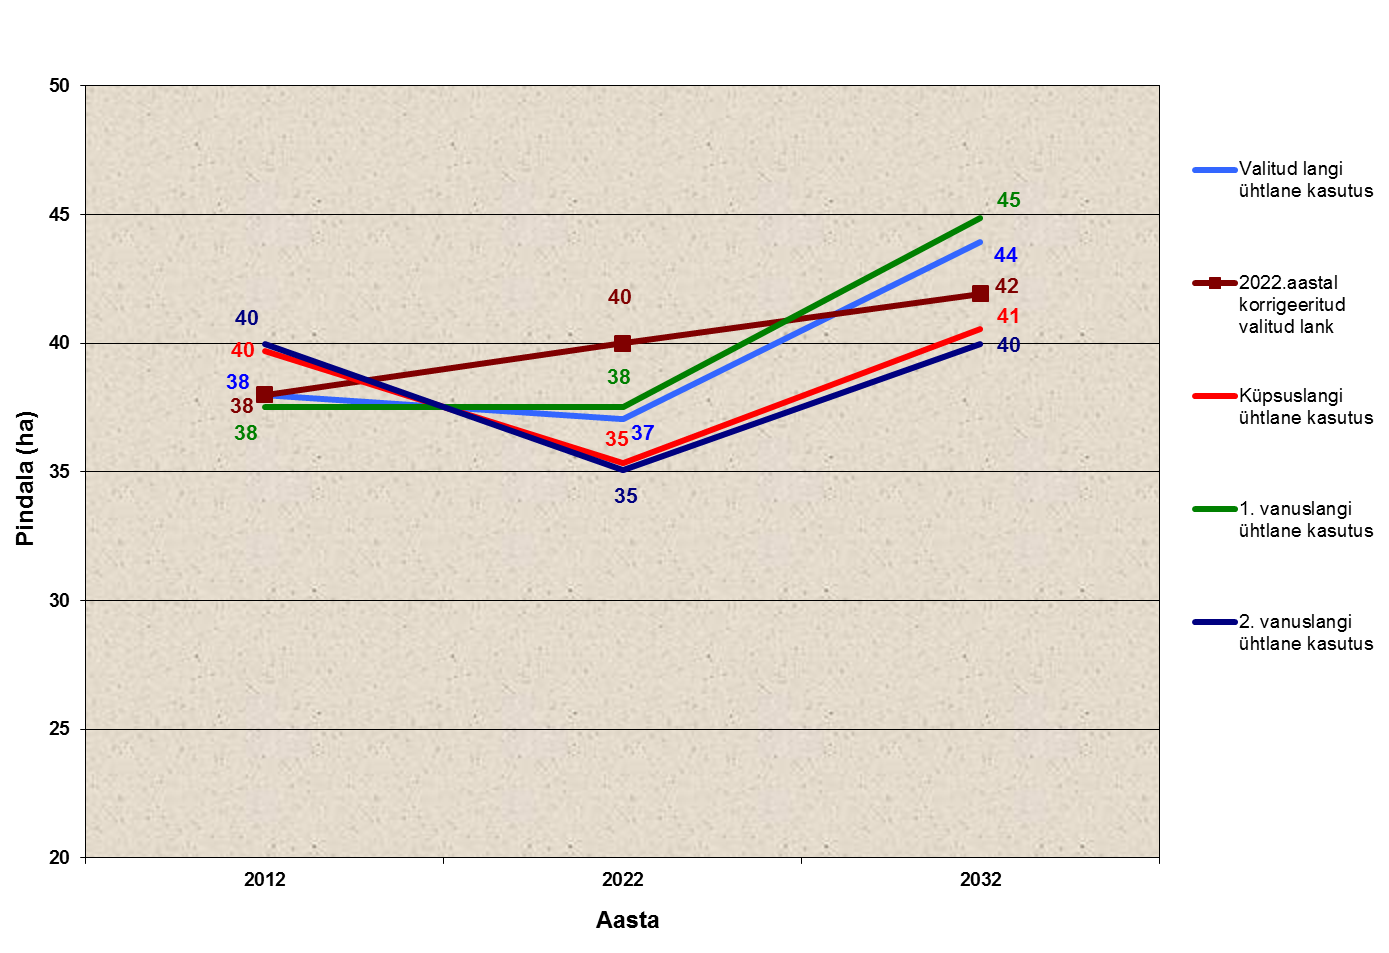 50
45
40
35
30
25
20
Pindala (ha)
2012
2022
2032
Aasta
40
40
38
38
38
40
38
35
37
35
45
44
42
41
40
Valitud langi
ühtlane kasutus
2022.aastal
korrigeeritud
valitud lank
Küpsuslangi
ühtlane kasutus
1. vanuslangi
ühtlane kasutus
2. vanuslangi
ühtlane kasutus